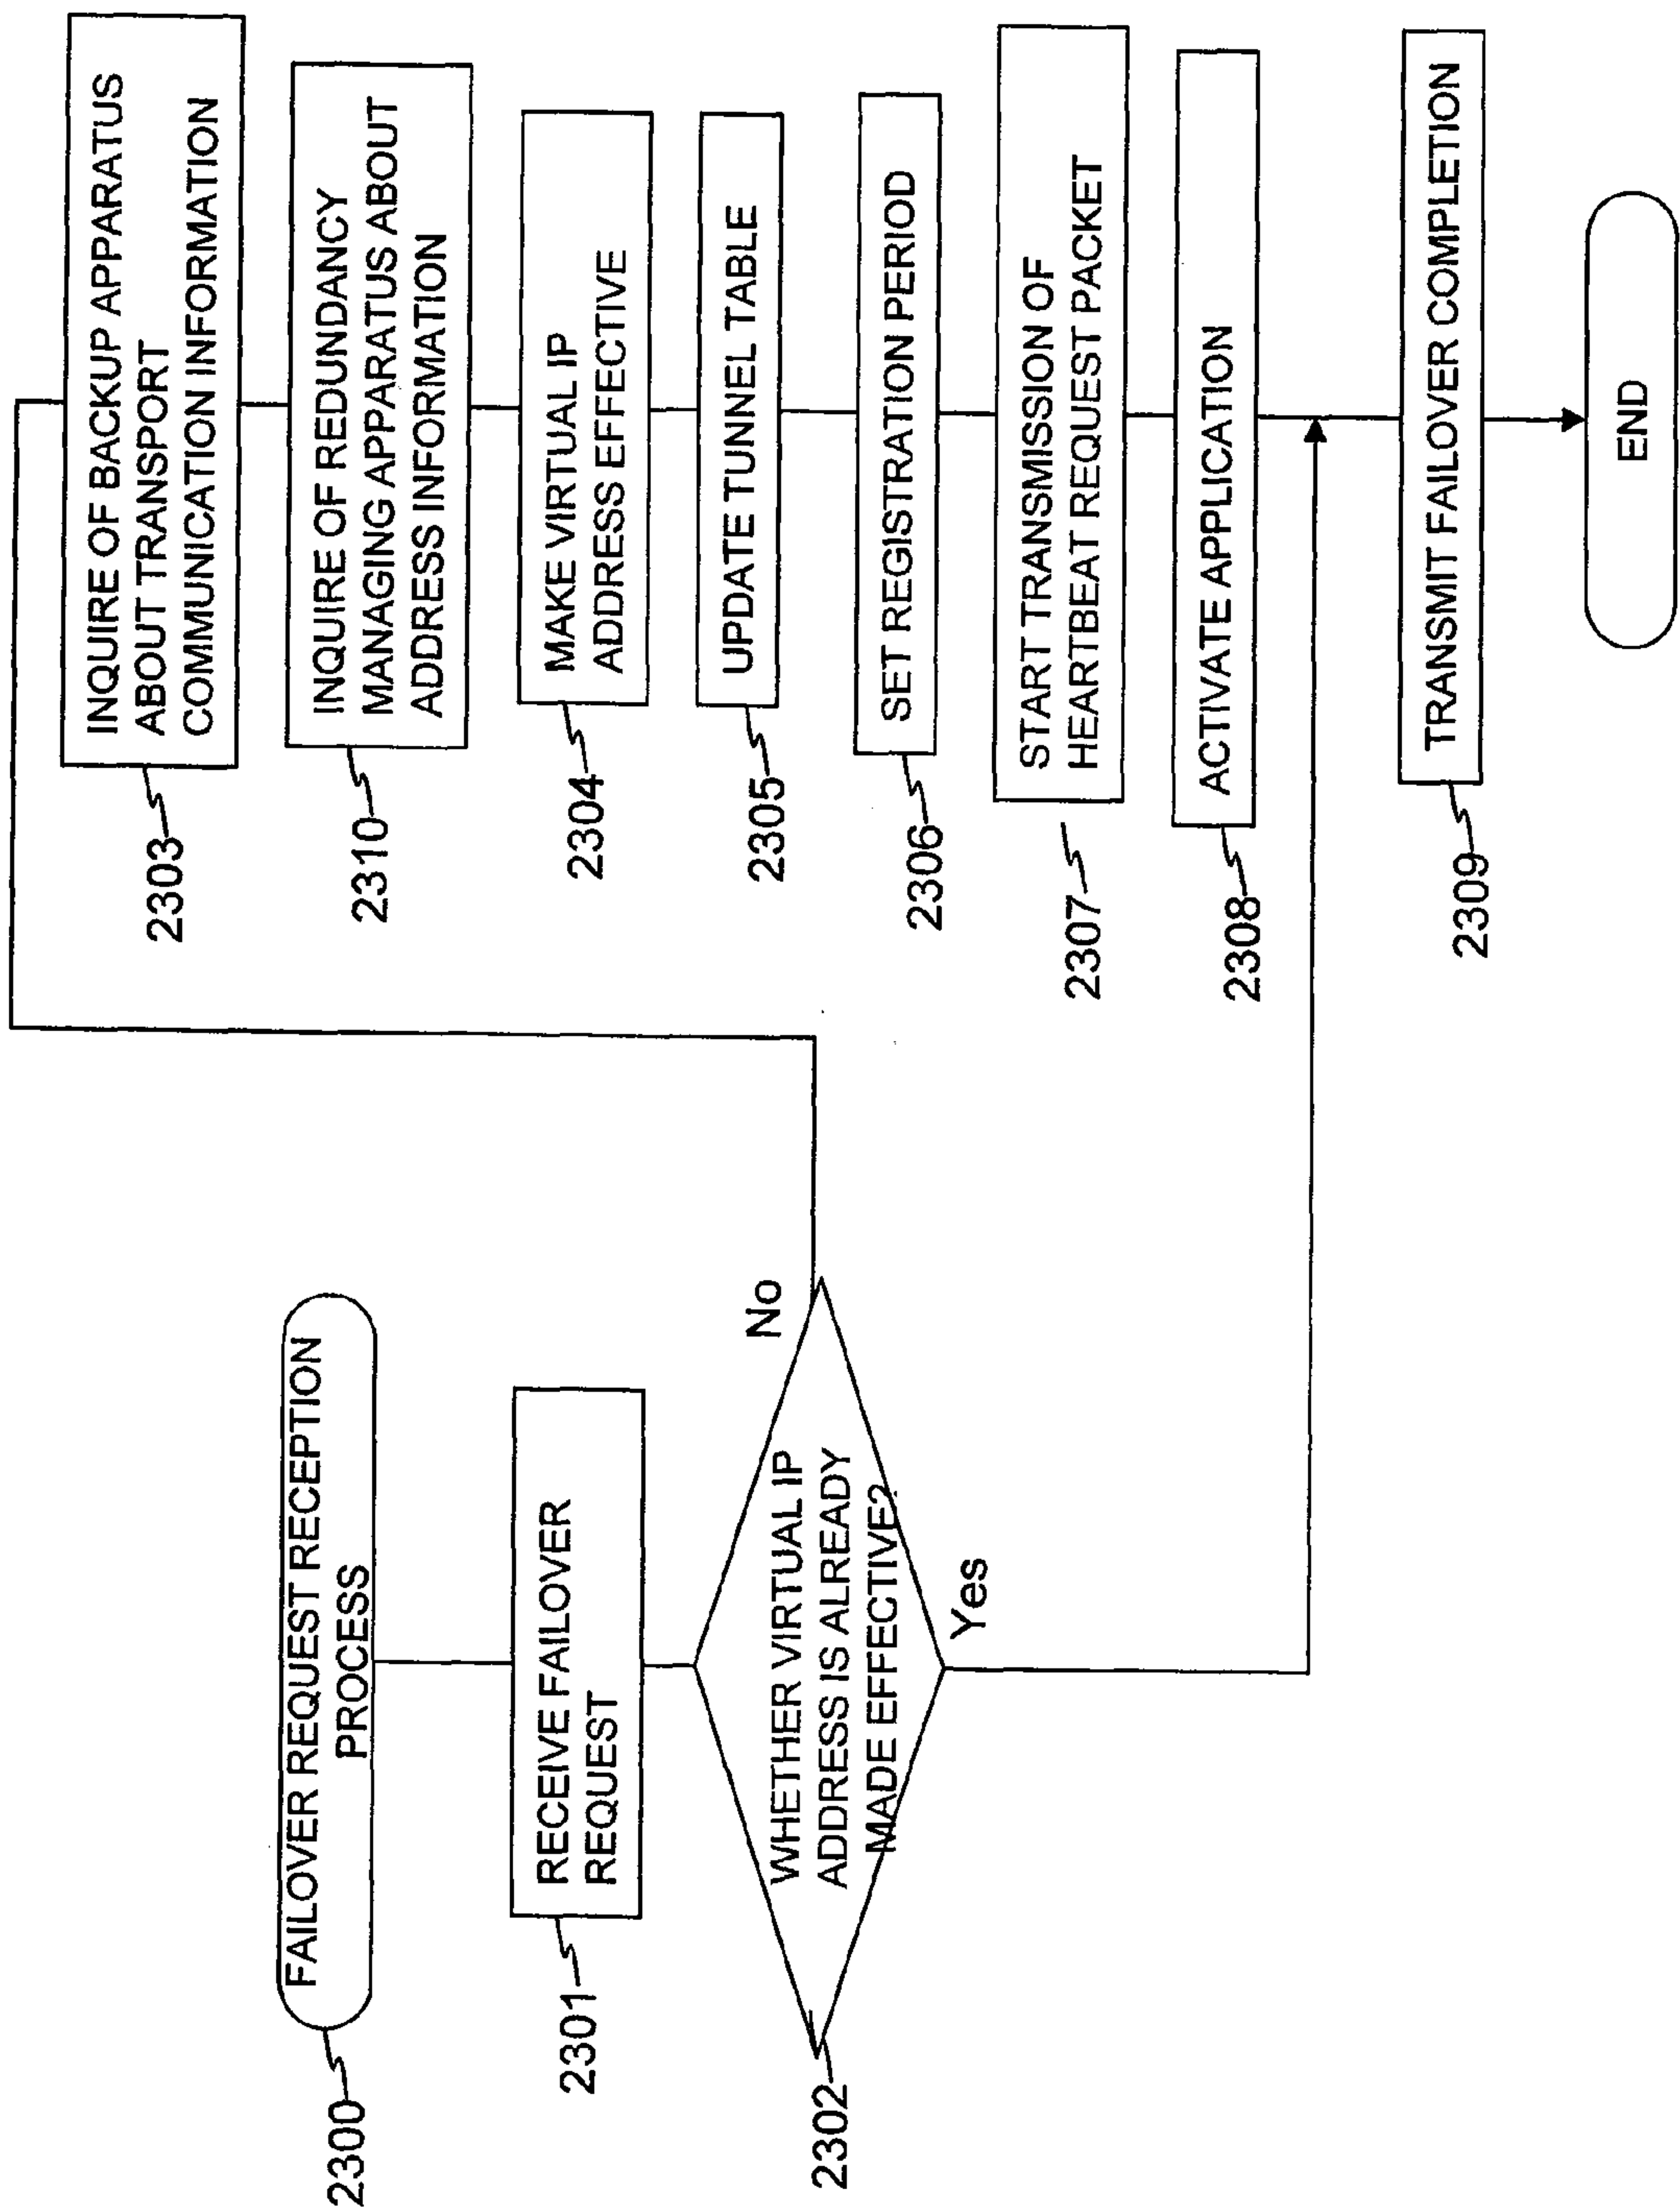 2300
FAILOVER REQUEST RECEPTION
PROCESS
2301
RECEIVE FAILOVER
REQUEST
2302
WHETHER VIRTUAL IP
ADDRESS IS ALREADY
MADE EFFECTIVE?
No
Yes
2303
INQUIRE OF BACKUP APPARATUS
ABOUT TRANSPORT
COMMUNICATION INFORMATION
2310
INQUIRE OF REDUNDANCY
MANAGING APPARATUS ABOUT
ADDRESS INFORMATION
2304
MAKE VIRTUAL IP
ADDRESS EFFECTIVE
2305
UPDATE TUNNEL TABLE
2306
SET REGISTRATION PERIOD
2307
START TRANSMISSION OF
HEARTBEAT REQUEST PACKET
2308
ACTIVATE APPLICATION
2309
TRANSMIT FAILOVER COMPLETION
END